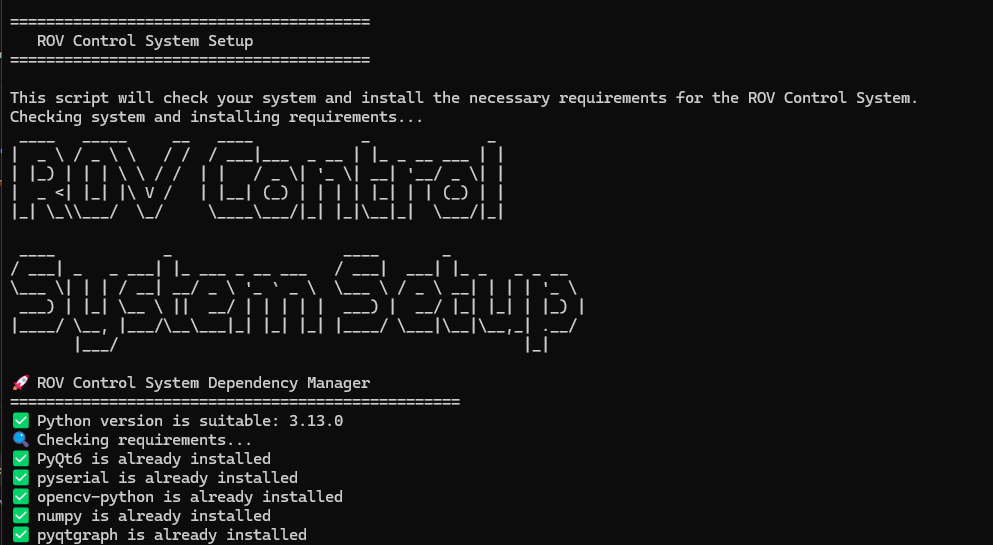 ========================================
ROV Control System Setup
========================================
This script will check your system and install the necessary requirements for the ROV Control System.
Checking system and installing requirements...
ROV Control
System Setup
🚀 ROV Control System Dependency Manager
==================================================
✅ Python version is suitable: 3.13.0
🔍 Checking requirements...
✅ PyQt6 is already installed
✅ pyserial is already installed
✅ opencv-python is already installed
✅ numpy is already installed
✅ pyqtgraph is already installed